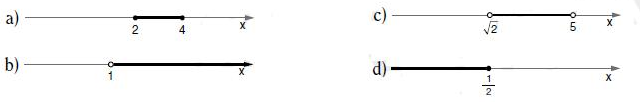 a) 2 4 x
b) 1 x
c) √2 5 x
d) 1/2 x